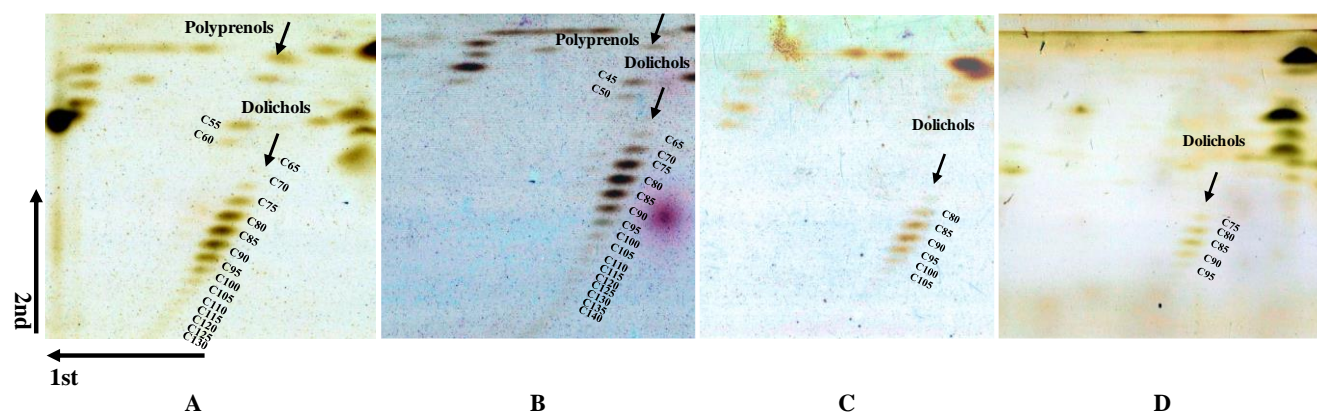 Polyprenols
Dolichols
C55
C60
C65
C70
C75
C80
C85
C90
C95
C100
C105
C110
C115
C120
C125
C130
2nd
1st
A
Polyprenols
Dolichols
C45
C50
C65
C70
C75
C80
C85
C90
C95
C100
C105
C110
C115
C120
C125
C130
C135
C140
B
Dolichols
C80
C85
C90
C95
C100
C105
C
Dolichols
C75
C80
C85
C90
C95
D